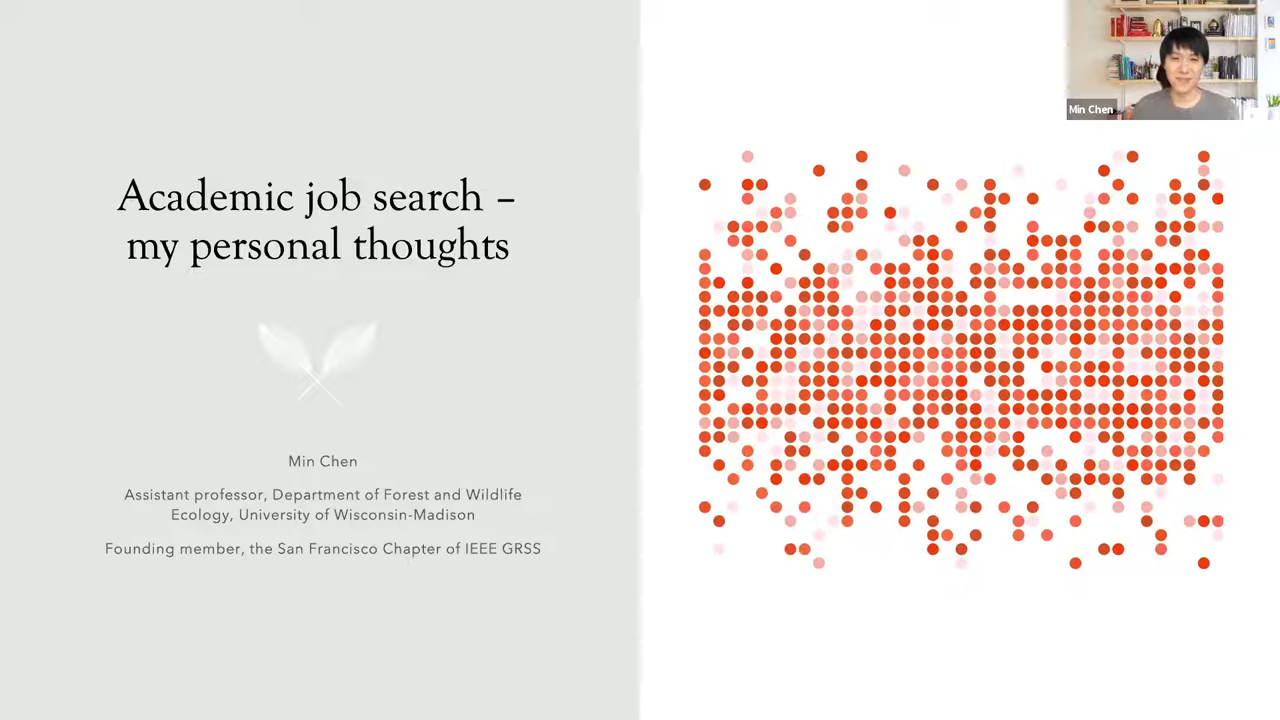 Min Chen
Academic job search –
my personal thoughts
Min Chen
Assistant professor, Department of Forest and Wildlife
Ecology, University of Wisconsin-Madison
Founding member, the San Francisco Chapter of IEEE GRSS